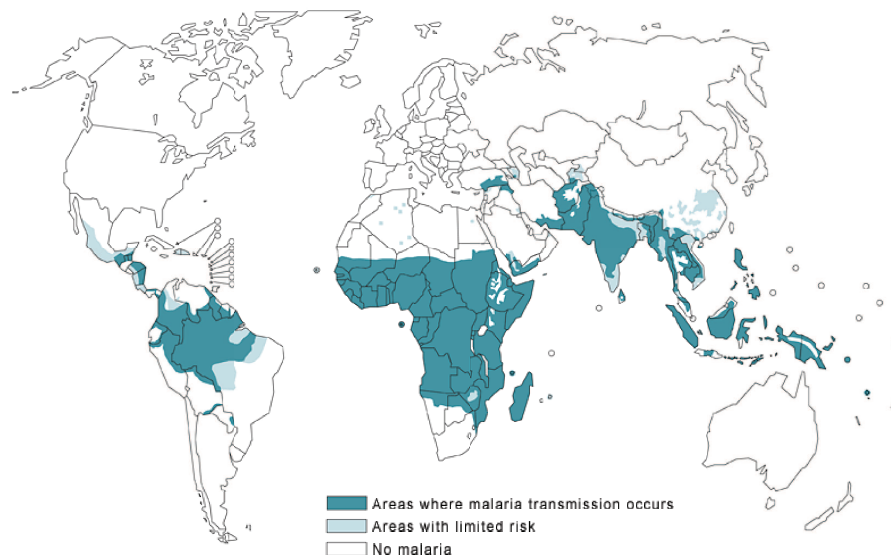 Areas where malaria transmission occurs
Areas with limited risk
No malaria